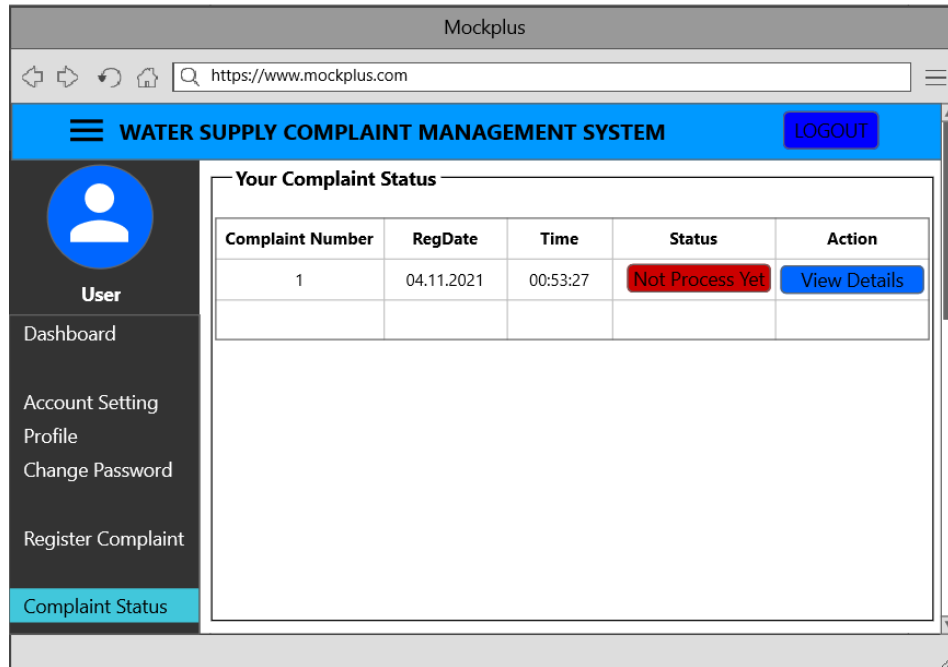 Mockplus
https://www.mockplus.com
WATER SUPPLY COMPLAINT MANAGEMENT SYSTEM LOGOUT
User
Dashboard
Account Setting
Profile
Change Password
Register Complaint
Complaint Status
Your Complaint Status
Complaint Number RegDate Time Status Action
1 04.11.2021 00:53:27 Not Process Yet View Details